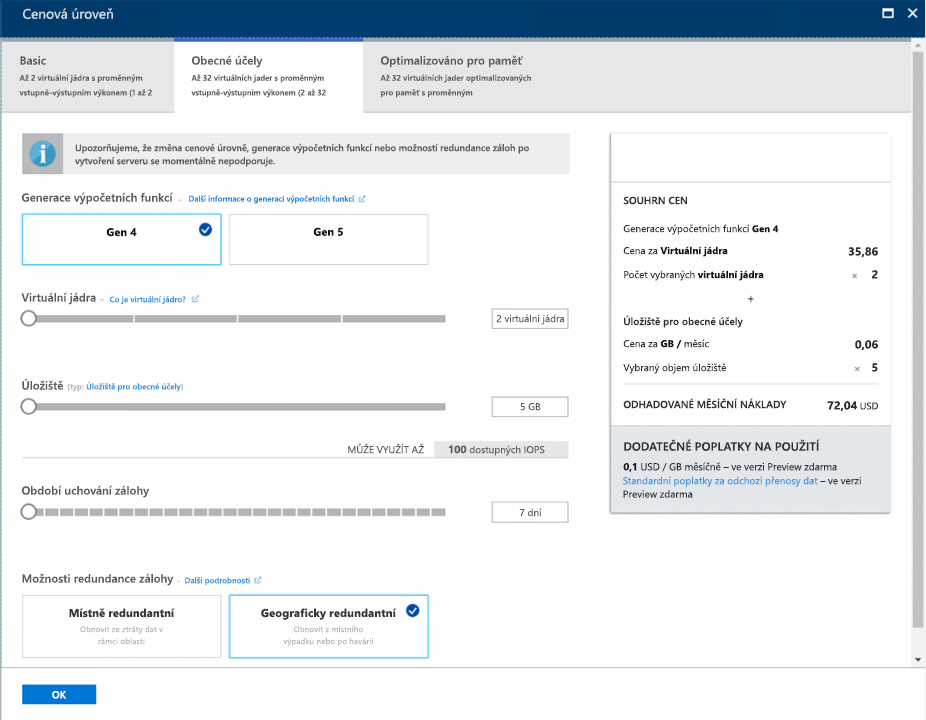 Cenová úroveň
Basic
Až 2 virtuální jádra s proměnným
vstupně-výstupním výkonem (1 až 2
Obecné účely
Až 32 virtuálních jader s proměnným
vstupně-výstupním výkonem (2 až 32
Optimalizováno pro paměť
Až 32 virtuálních jader optimalizovaných
pro paměť s proměnným
Upozorňujeme, že změna cenové úrovně, generace výpočetních funkcí nebo možností redundance záloh po
vytvoření serveru se momentálně nepodporuje.
Generace výpočetních funkcí - Další informace o generaci výpočetních funkcí
Gen 4
Gen 5
Virtuální jádra - Co je virtuální jádro?
2 virtuální jádra
Úložiště (typ: Úložiště pro obecné účely)
5 GB
MŮŽE VYUŽÍT AŽ 100 dostupných IOPS
Období uchování zálohy
7 dní
Možnosti redundance zálohy - Další podrobnosti
Místně redundantní
Obnovit ze ztráty dat v
rámci oblasti
Geograficky redundantní
Obnovit z místního
výpadku nebo po havárii
OK
SOUHRN CEN
Generace výpočetních funkcí Gen 4
Cena za Virtuální jádra 35,86
Počet vybraných virtuální jádra × 2
+
Úložiště pro obecné účely
Cena za GB / měsíc 0,06
Vybraný objem úložiště × 5
ODHADOVANÉ MĚSÍČNÍ NÁKLADY 72,04 USD
DODATEČNÉ POPLATKY NA POUŽITÍ
0,1 USD / GB měsíčně – ve verzi Preview zdarma
Standardní poplatky za odchozí přenosy dat – ve verzi
Preview zdarma